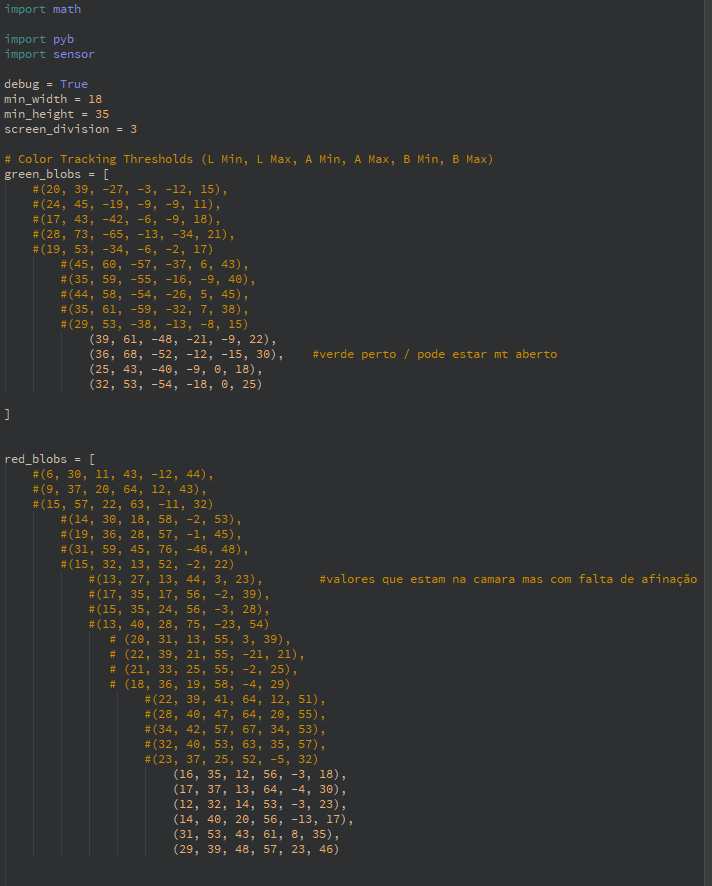 import math
import pyb
import sensor
debug = True
min_width = 18
min_height = 35
screen_division = 3
# Color Tracking Thresholds (L Min, L Max, A Min, A Max, B Min, B Max)
green_blobs = [
#(20, 39, -27, -3, -12, 15),
#(24, 45, -19, -9, -9, 11),
#(17, 43, -42, -6, -9, 18),
#(28, 73, -65, -13, -34, 21),
#(19, 53, -34, -6, -2, 17)
#(45, 60, -57, -37, 6, 43),
#(35, 59, -55, -16, -9, 40),
#(44, 58, -54, -26, 5, 45),
#(35, 61, -59, -32, 7, 38),
#(29, 53, -38, -13, -8, 15)
(39, 61, -48, -21, -9, 22),
(36, 68, -52, -12, -15, 30),    #verde perto / pode estar mt aberto
(25, 43, -40, -9, 0, 18),
(32, 53, -54, -18, 0, 25)
]
red_blobs = [
#(6, 30, 11, 43, -12, 44),
#(9, 37, 20, 64, 12, 43),
#(15, 57, 22, 63, -11, 32)
#(14, 30, 18, 58, -2, 53),
#(19, 36, 28, 57, -1, 45),
#(31, 59, 45, 76, -46, 48),
#(15, 32, 13, 52, -2, 22)
#(13, 27, 13, 44, 3, 23),        #valores que estam na camara mas com falta de afinação
#(17, 35, 17, 56, -2, 39),
#(15, 35, 24, 56, -3, 28),
#(13, 40, 28, 75, -23, 54)
# (20, 31, 13, 55, 3, 39),
# (22, 39, 21, 55, -21, 21),
# (21, 33, 25, 55, -2, 25),
# (18, 36, 19, 58, -4, 29)
#(22, 39, 41, 64, 12, 51),
#(28, 40, 47, 64, 20, 55),
#(34, 42, 57, 67, 34, 53),
#(32, 40, 53, 63, 35, 57),
#(23, 37, 25, 52, -5, 32)
(16, 35, 12, 56, -3, 18),
(17, 37, 13, 64, -4, 30),
(12, 32, 14, 53, -3, 23),
(14, 40, 20, 56, -13, 17),
(31, 53, 43, 61, 8, 35),
(29, 39, 48, 57, 23, 46)